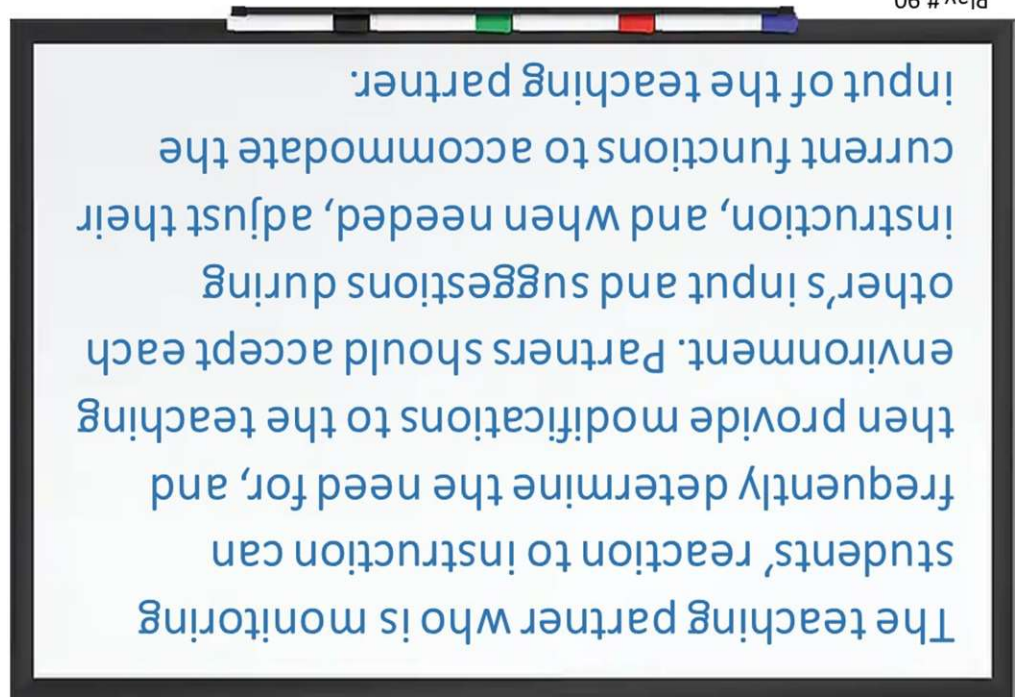 The teaching partner who is monitoring
students' reaction to instruction can
frequently determine the need for, and
then provide modifications to the teaching
environment. Partners should accept each
other's input and suggestions during
instruction, and when needed, adjust their
current functions to accommodate the
input of the teaching partner.
Play # 90